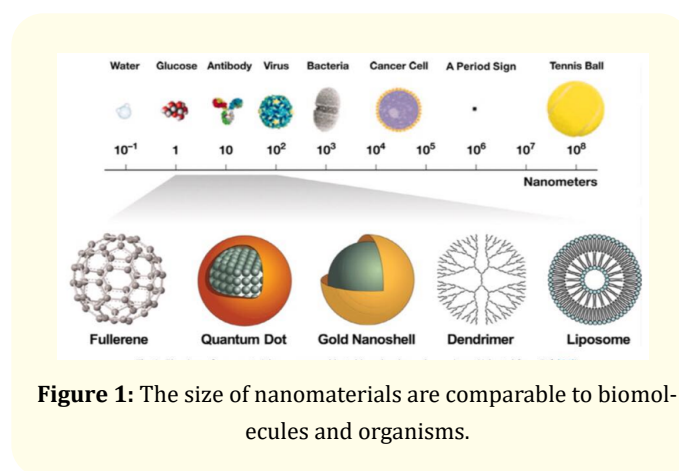 Water Glucose Antibody Virus Bacteria Cancer Cell A Period Sign Tennis Ball
10⁻¹ 1 10 10² 10³ 10⁴ 10⁵ 10⁶ 10⁷ 10⁸
Nanometers
Fullerene Quantum Dot Gold Nanoshell Dendrimer Liposome
Figure 1: The size of nanomaterials are comparable to biomol-
ecules and organisms.